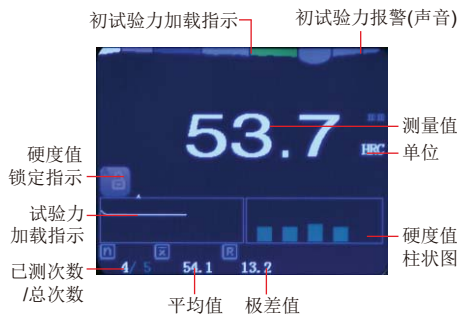 初试验力加载指示
初试验力报警(声音)
53.7
测量值
HRC
单位
硬度值
锁定指示
试验力
加载指示
硬度值
柱状图
n
x̄
R
4/ 5
54.1
13.2
已测次数
/总次数
平均值
极差值